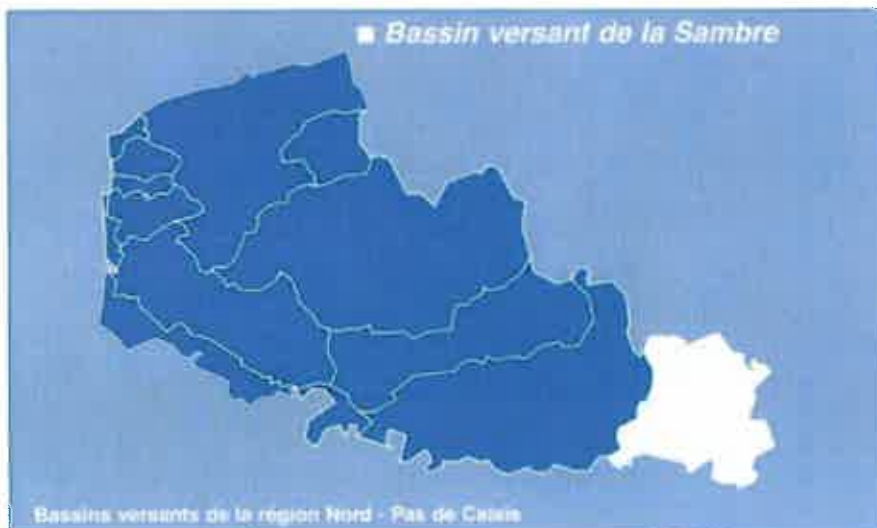 Bassin versant de la Sambre
Bassins versants de la région Nord - Pas de Calais